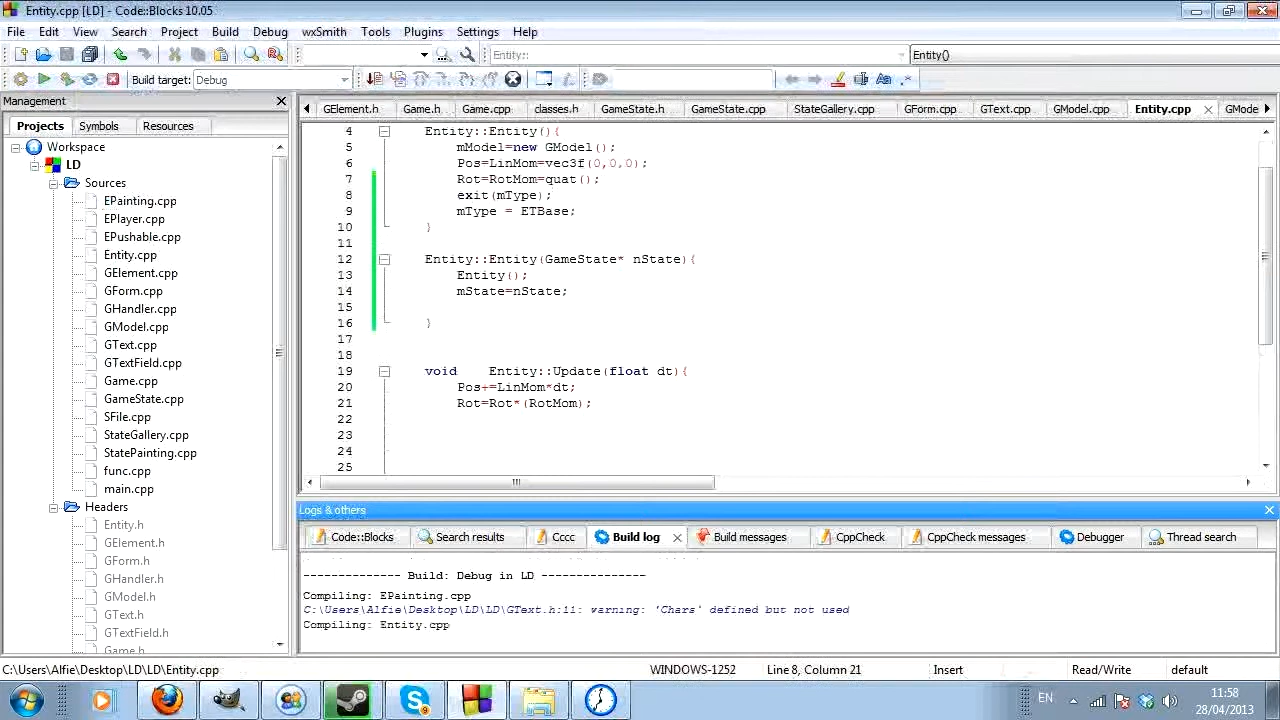 Entity.cpp [LD] - Code::Blocks 10.05
File Edit View Search Project Build Debug wxSmith Tools Plugins Settings Help
Entity:: Entity()
Build target: Debug
Management
Projects Symbols Resources
GElement.h Game.h Game.cpp classes.h GameState.h GameState.cpp StateGallery.cpp GForm.cpp GText.cpp GModel.cpp Entity.cpp GMode
Workspace
LD
Sources
EPainting.cpp
EPlayer.cpp
EPushable.cpp
Entity.cpp
GElement.cpp
GForm.cpp
GHandler.cpp
GModel.cpp
GText.cpp
GTextField.cpp
Game.cpp
GameState.cpp
SFile.cpp
StateGallery.cpp
StatePainting.cpp
func.cpp
main.cpp
Headers
Entity.h
GElement.h
GForm.h
GHandler.h
GModel.h
GText.h
GTextField.h
Game.h
4 Entity::Entity(){
5 mModel=new GModel();
6 Pos=LinMom=vec3f(0,0,0);
7 Rot=RotMom=quat();
8 exit(mType);
9 mType = ETBase;
10 }
11
12 Entity::Entity(GameState* nState){
13 Entity();
14 mState=nState;
15
16 }
17
18
19 void Entity::Update(float dt){
20 Pos+=LinMom*dt;
21 Rot=Rot*(RotMom);
22
23
24
25
Logs & others
Code::Blocks Search results Cccc Build log Build messages CppCheck CppCheck messages Debugger Thread search
-------------- Build: Debug in LD ---------------
Compiling: EPainting.cpp
C:\Users\Alfie\Desktop\LD\LD\GText.h:11: warning: 'Chars' defined but not used
Compiling: Entity.cpp
C:\Users\Alfie\Desktop\LD\LD\Entity.cpp WINDOWS-1252 Line 8, Column 21 Insert Read/Write default
EN 11:58
28/04/2013